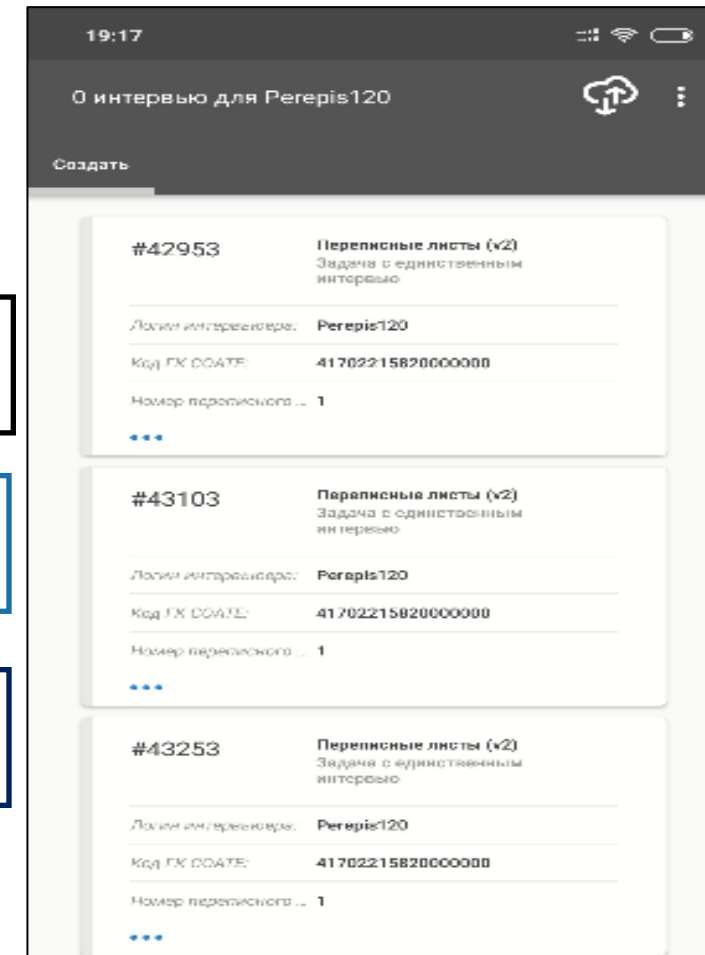 19:17
0 интервью для Perepis120
Создать
#42953
Переписные листы (v2)
Задача с единственным
интервью
Логин интервьюера: Perepis120
Код ГК СОАТЕ: 41702215820000000
Номер переписного ... 1
#43103
Переписные листы (v2)
Задача с единственным
интервью
Логин интервьюера: Perepis120
Код ГК СОАТЕ: 41702215820000000
Номер переписного ... 1
#43253
Переписные листы (v2)
Задача с единственным
интервью
Логин интервьюера: Perepis120
Код ГК СОАТЕ: 41702215820000000
Номер переписного ... 1